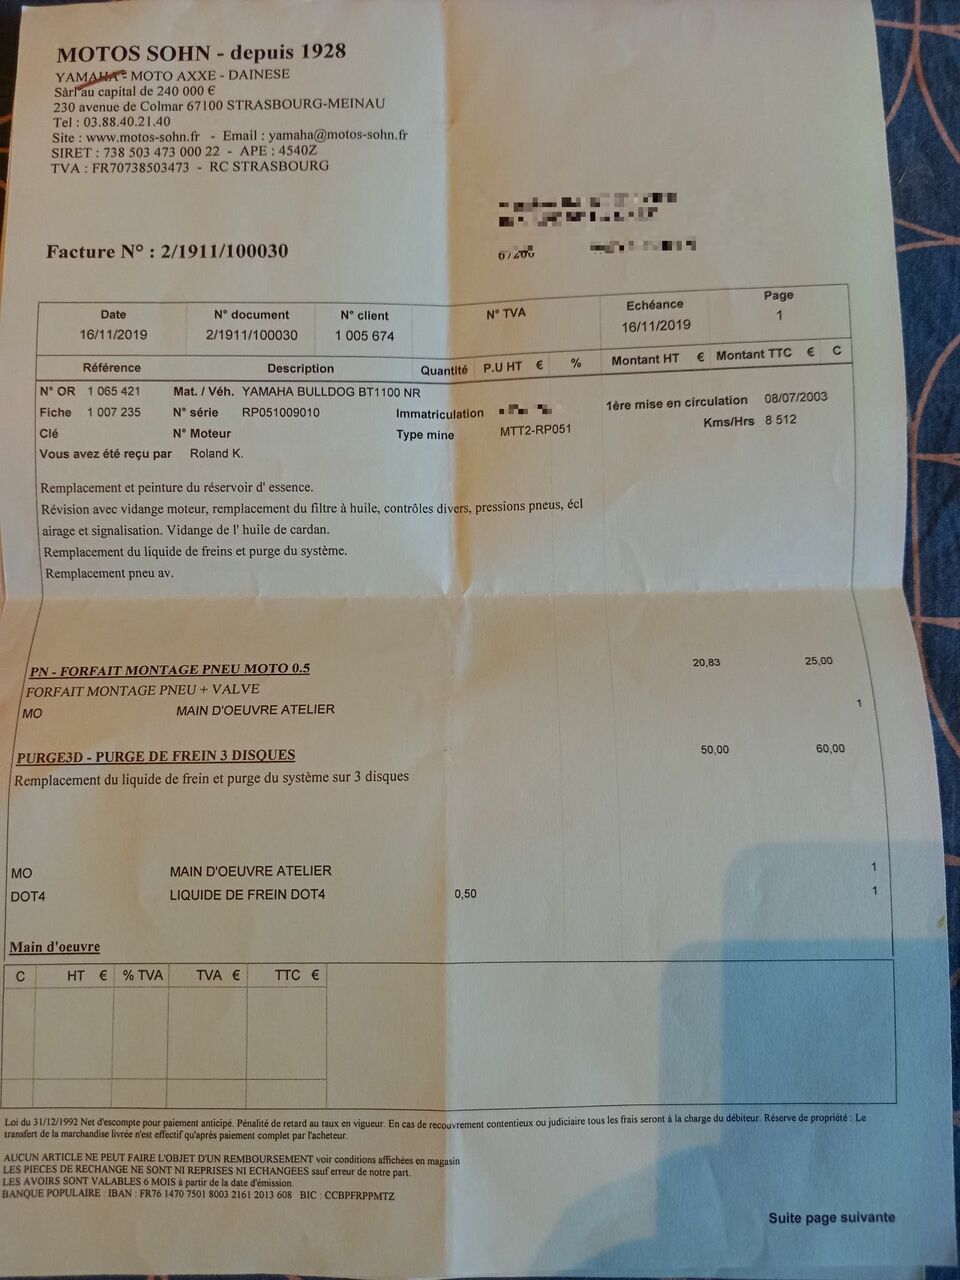 MOTOS SOHN - depuis 1928
YAMAHA - MOTO AXXE - DAINESE
Sàrl au capital de 240 000 €
230 avenue de Colmar 67100 STRASBOURG-MEINAU
Tel : 03.88.40.21.40
Site : www.motos-sohn.fr - Email : yamaha@motos-sohn.fr
SIRET : 738 503 473 000 22 - APE : 4540Z
TVA : FR70738503473 - RC STRASBOURG
Facture N° : 2/1911/100030
Date N° document N° client N° TVA Echéance Page
16/11/2019 2/1911/100030 1 005 674 16/11/2019 1
Référence Description Quantité P.U HT € % Montant HT € Montant TTC € C
N° OR 1 065 421 Mat. / Véh. YAMAHA BULLDOG BT1100 NR
Fiche 1 007 235 N° série RP051009010 Immatriculation 1ère mise en circulation 08/07/2003
Clé N° Moteur Type mine MTT2-RP051 Kms/Hrs 8 512
Vous avez été reçu par Roland K.
Remplacement et peinture du réservoir d' essence.
Révision avec vidange moteur, remplacement du filtre à huile, contrôles divers, pressions pneus, écl
airage et signalisation. Vidange de l' huile de cardan.
Remplacement du liquide de freins et purge du système.
Remplacement pneu av.
PN - FORFAIT MONTAGE PNEU MOTO 0.5 20,83 25,00
FORFAIT MONTAGE PNEU + VALVE
MO MAIN D'OEUVRE ATELIER 1
PURGE3D - PURGE DE FREIN 3 DISQUES 50,00 60,00
Remplacement du liquide de frein et purge du système sur 3 disques
MO MAIN D'OEUVRE ATELIER 1
DOT4 LIQUIDE DE FREIN DOT4 0,50 1
Main d'oeuvre
C HT € % TVA TVA € TTC €
Loi du 31/12/1992 Net d'escompte pour paiement anticipé. Pénalité de retard au taux en vigueur. En cas de recouvrement contentieux ou judiciaire tous les frais seront à la charge du débiteur. Réserve de propriété : Le
transfert de la marchandise livrée n'est effectif qu'après paiement complet par l'acheteur.
AUCUN ARTICLE NE PEUT FAIRE L'OBJET D'UN REMBOURSEMENT voir conditions affichées en magasin
LES PIECES DE RECHANGE NE SONT NI REPRISES NI ECHANGEES sauf erreur de notre part.
LES AVOIRS SONT VALABLES 6 MOIS à partir de la date d'émission.
BANQUE POPULAIRE : IBAN : FR76 1470 7501 8003 2161 2013 608 BIC : CCBPFRPPMTZ
Suite page suivante